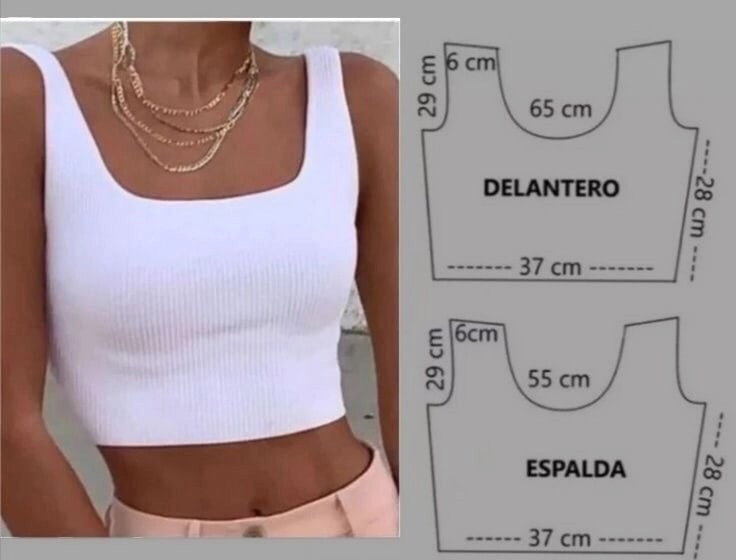 29 cm
6 cm
65 cm
DELANTERO
28 cm
------- 37 cm -------
29 cm
6cm
55 cm
ESPALDA
28 cm
------ 37 cm -------